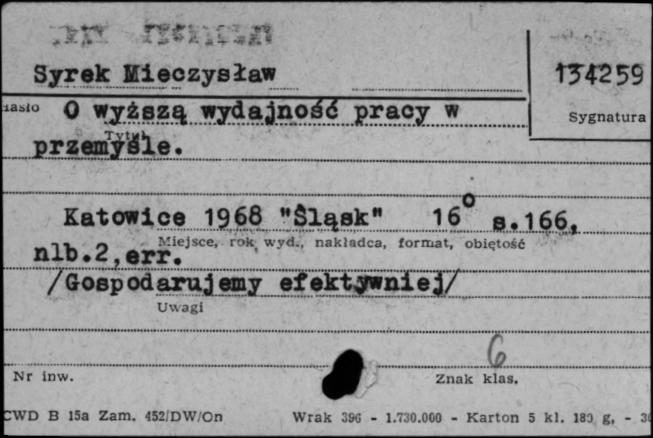 Syrek Mieczysław
134259
Hasło O wyższą wydajność pracy w
Sygnatura
Tytuł
przemyśle.
Katowice 1968 "Śląsk" 16° s.166,
Miejsce, rok wyd., nakładca, format, objętość
nlb.2,err.
/Gospodarujemy efektywniej/
Uwagi
6
Nr inw.
Znak klas.
CWD B 15a Zam. 452/DW/On Wrak 396 - 1.730.000 - Karton 5 kl. 180 g. -